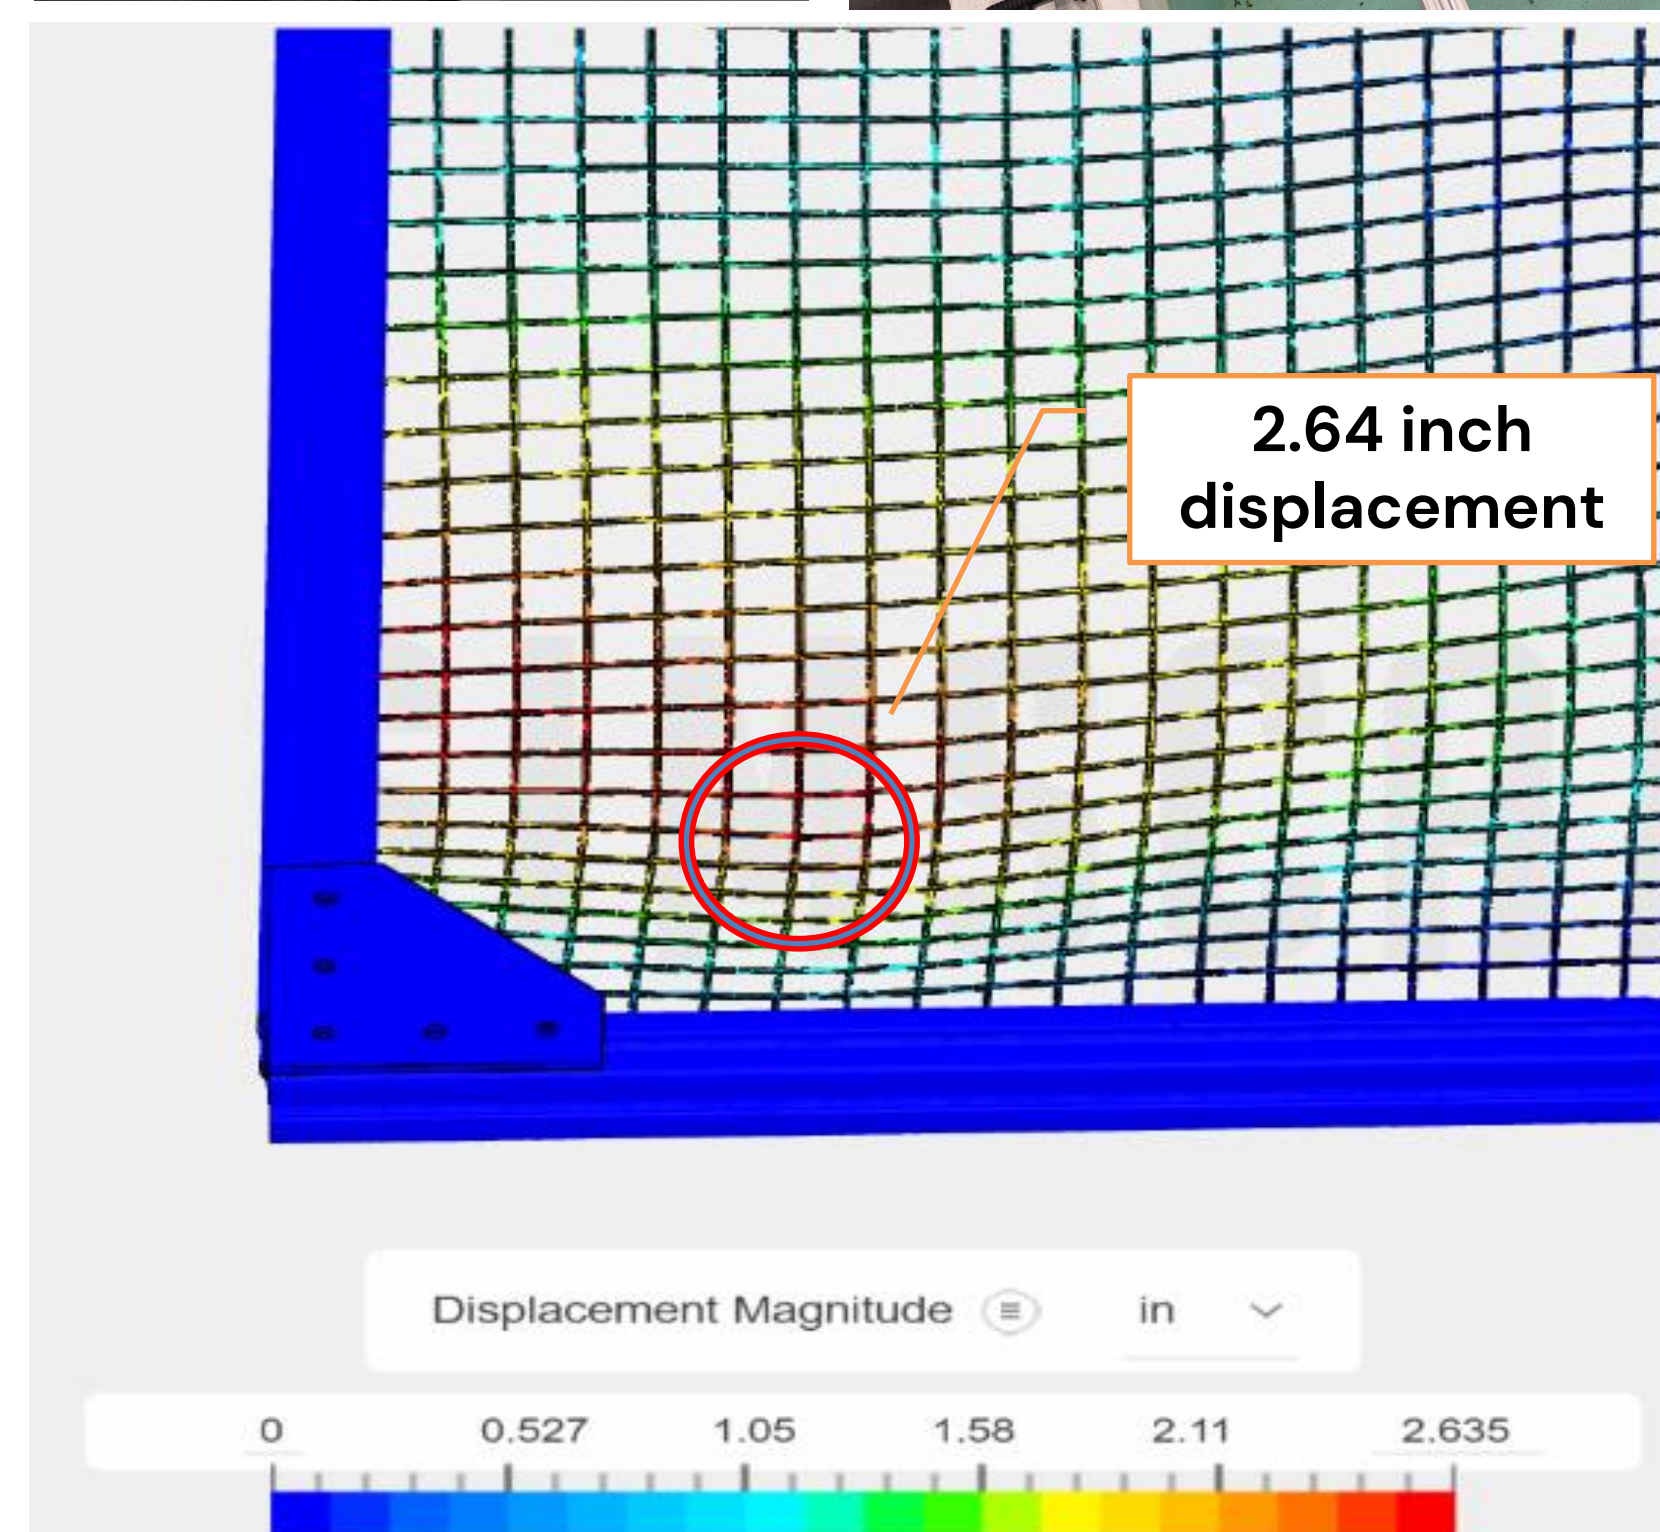 2.64 inch
displacement
Displacement Magnitude in
0 0.527 1.05 1.58 2.11 2.635